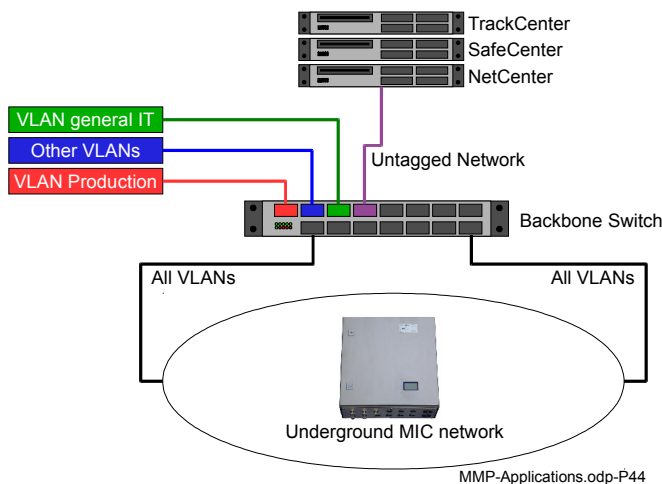 TrackCenter
SafeCenter
NetCenter
VLAN general IT
Other VLANs
Untagged Network
VLAN Production
Backbone Switch
All VLANs
All VLANs
Underground MIC network
MMP-Applications.odp-P44